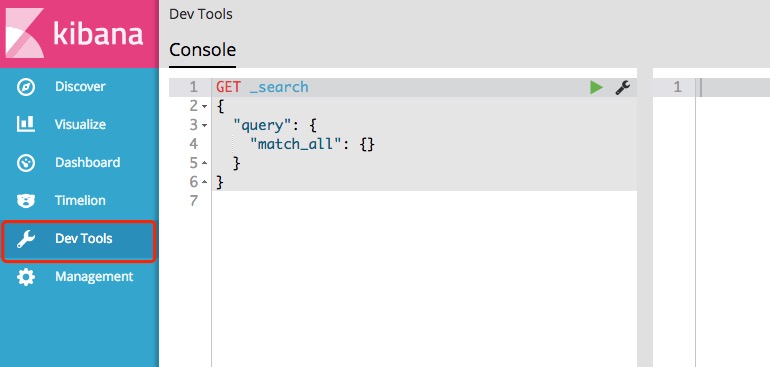 kibana
Discover
Visualize
Dashboard
Timelion
Dev Tools
Management
Dev Tools
Console
1 GET _search
2 {
3   "query": {
4     "match_all": {}
5   }
6 }
7
1